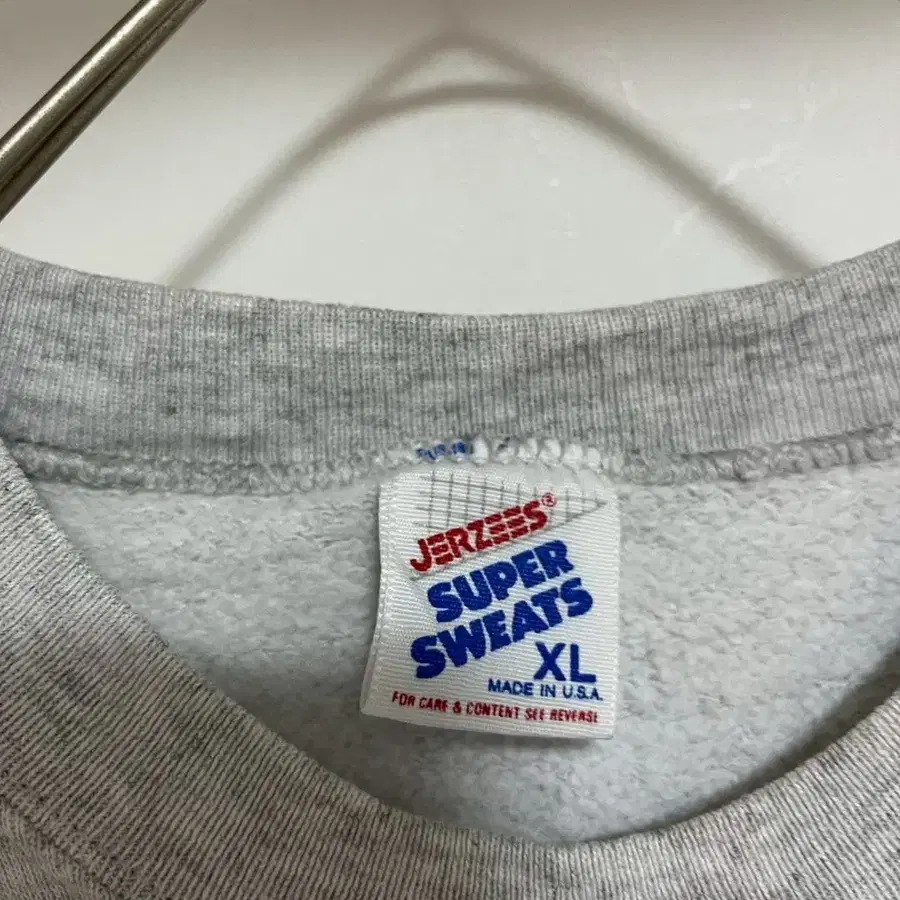 JERZEES®
SUPER
SWEATS
XL
MADE IN U.S.A.
FOR CARE & CONTENT SEE REVERSE